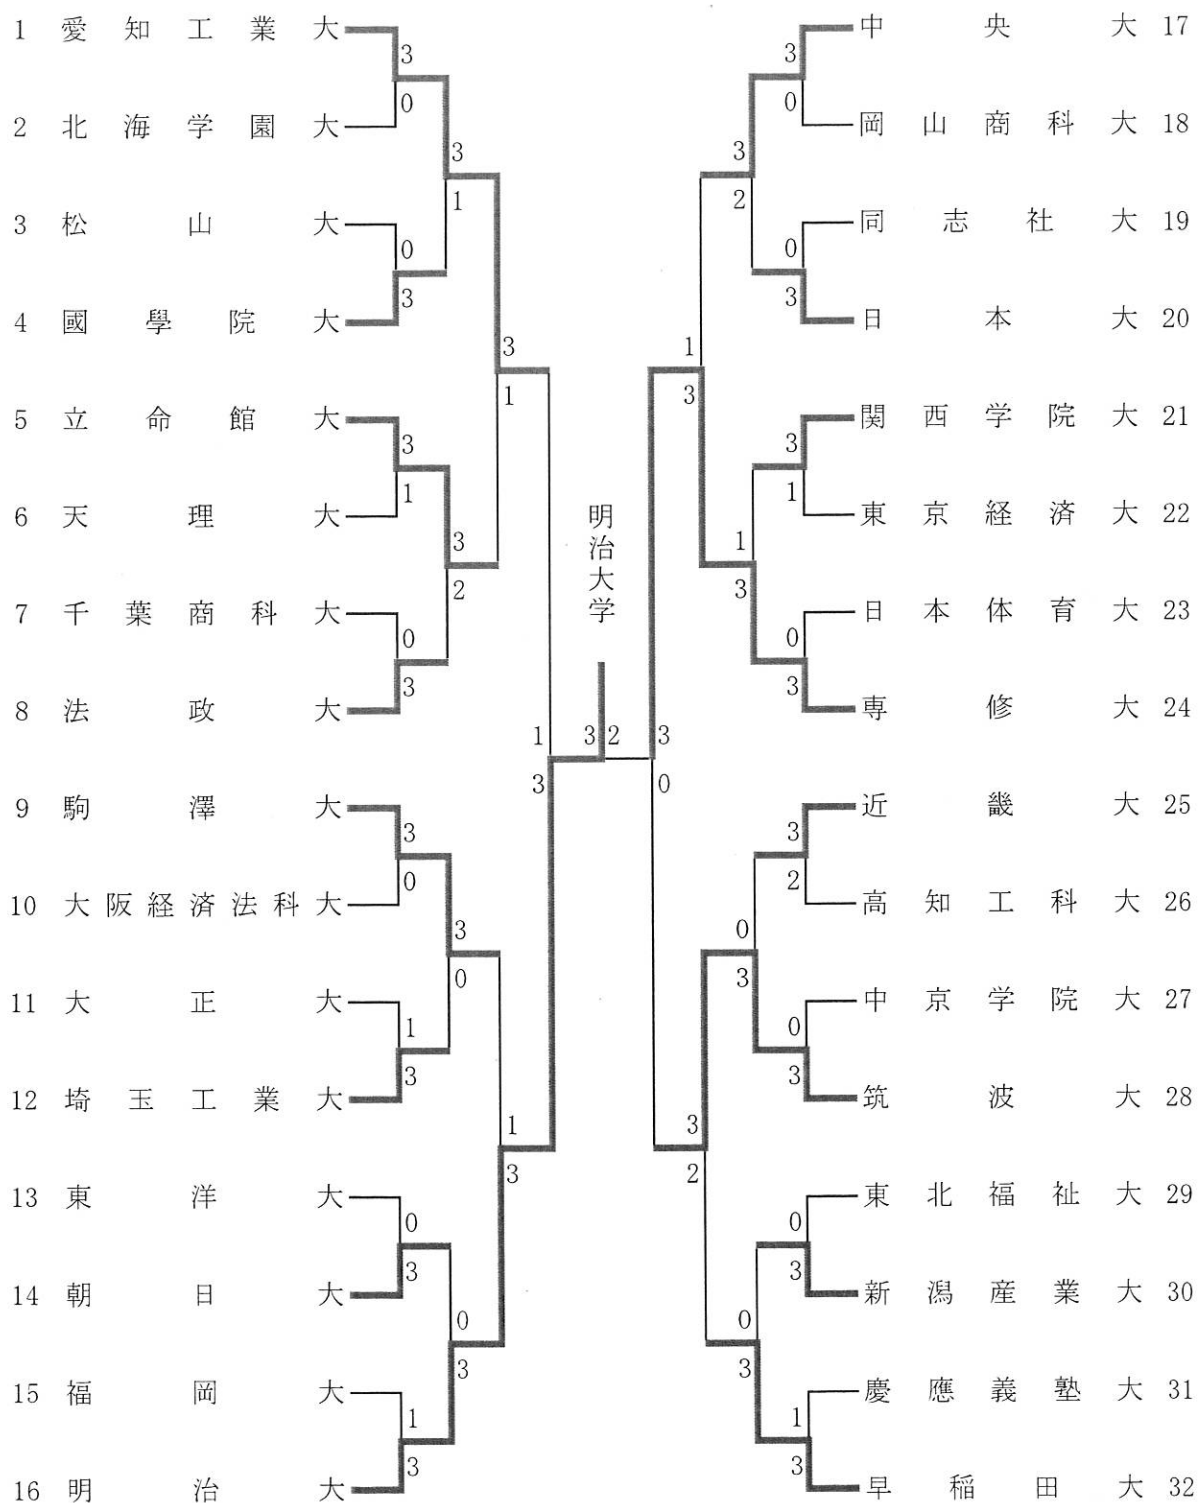 1 愛知工業大
3
0
2 北海学園大
3
1
3 松山大
0
3
4 國學院大
3
1
5 立命館大
3
1
6 天理大
3
2
7 千葉商科大
0
3
8 法政大
1
3
9 駒澤大
3
0
10 大阪経済法科大
3
0
11 大正大
1
3
12 埼玉工業大
1
3
13 東洋大
0
3
14 朝日大
0
3
15 福岡大
1
3
16 明治大
明治大学
3 2
中央大 17
3
0
岡山商科大 18
3
2
同志社大 19
0
3
日本大 20
1
3
関西学院大 21
3
1
東京経済大 22
1
3
日本体育大 23
0
3
専修大 24
3
0
近畿大 25
3
2
高知工科大 26
0
3
中京学院大 27
0
3
筑波大 28
3
2
東北福祉大 29
0
3
新潟産業大 30
0
3
慶應義塾大 31
1
3
早稲田大 32